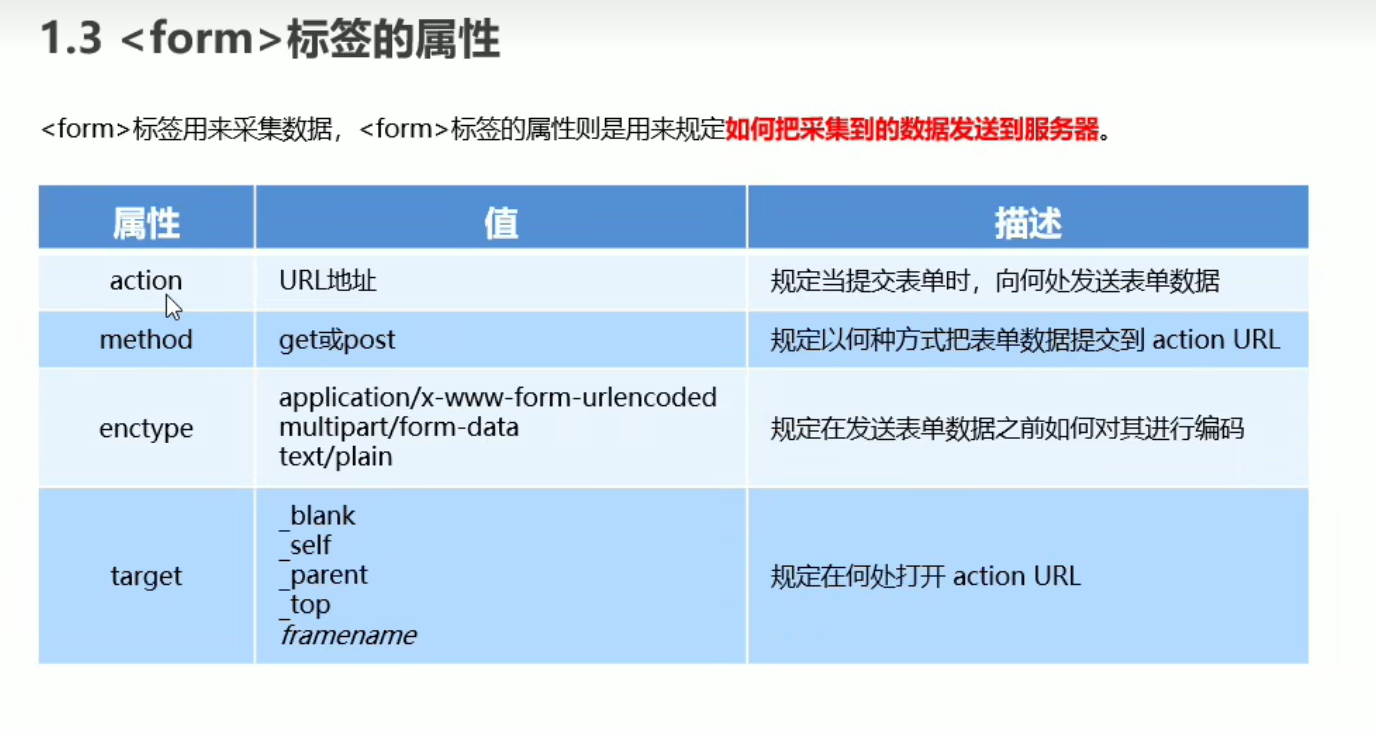 1.3 <form>标签的属性
<form>标签用来采集数据，<form>标签的属性则是用来规定如何把采集到的数据发送到服务器。
属性 值 描述
action URL地址 规定当提交表单时，向何处发送表单数据
method get或post 规定以何种方式把表单数据提交到 action URL
application/x-www-form-urlencoded
enctype multipart/form-data 规定在发送表单数据之前如何对其进行编码
text/plain
_blank
_self
target _parent 规定在何处打开 action URL
_top
framename